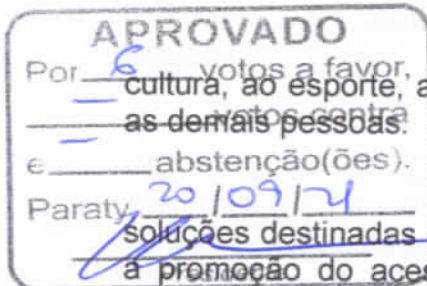 APROVADO
Por 6 votos a favor,
cultura, ao esporte, a
— votos contra
as demais pessoas.
e — abstenção(ões).
Paraty, 20/09/21
soluções destinadas
à promoção do aces